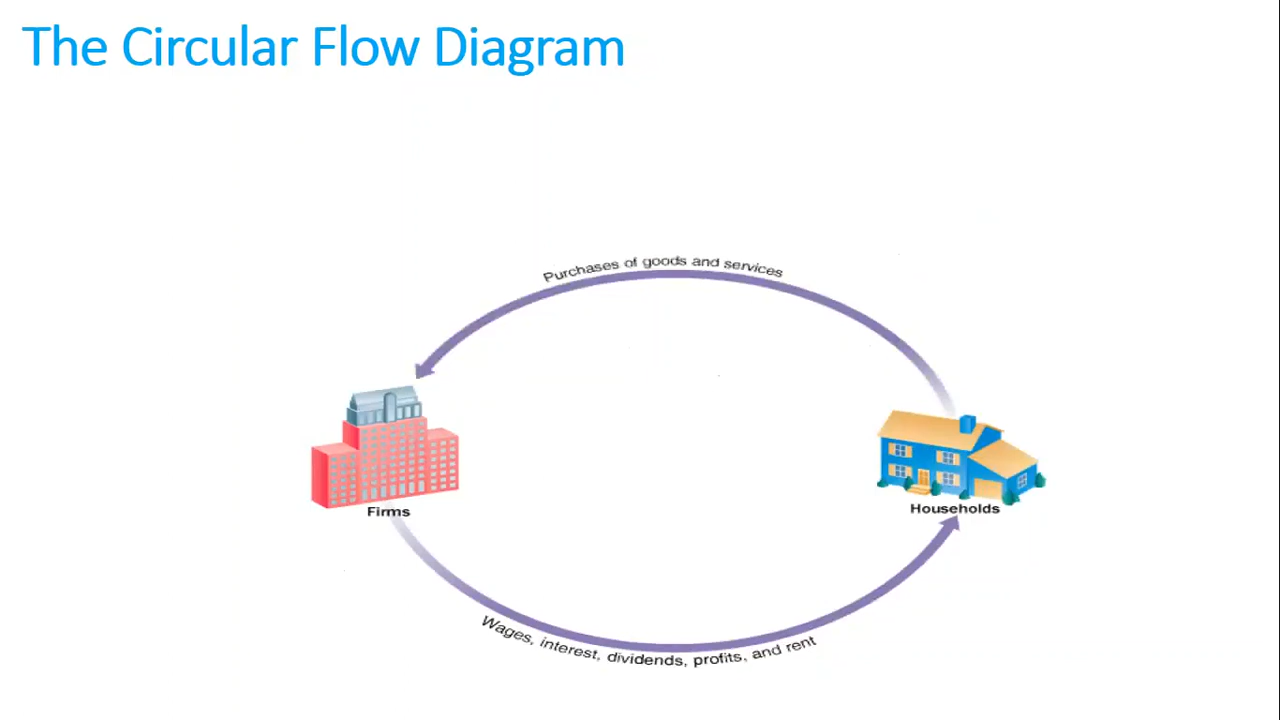 The Circular Flow Diagram
Purchases of goods and services
Firms
Households
Wages, interest, dividends, profits, and rent